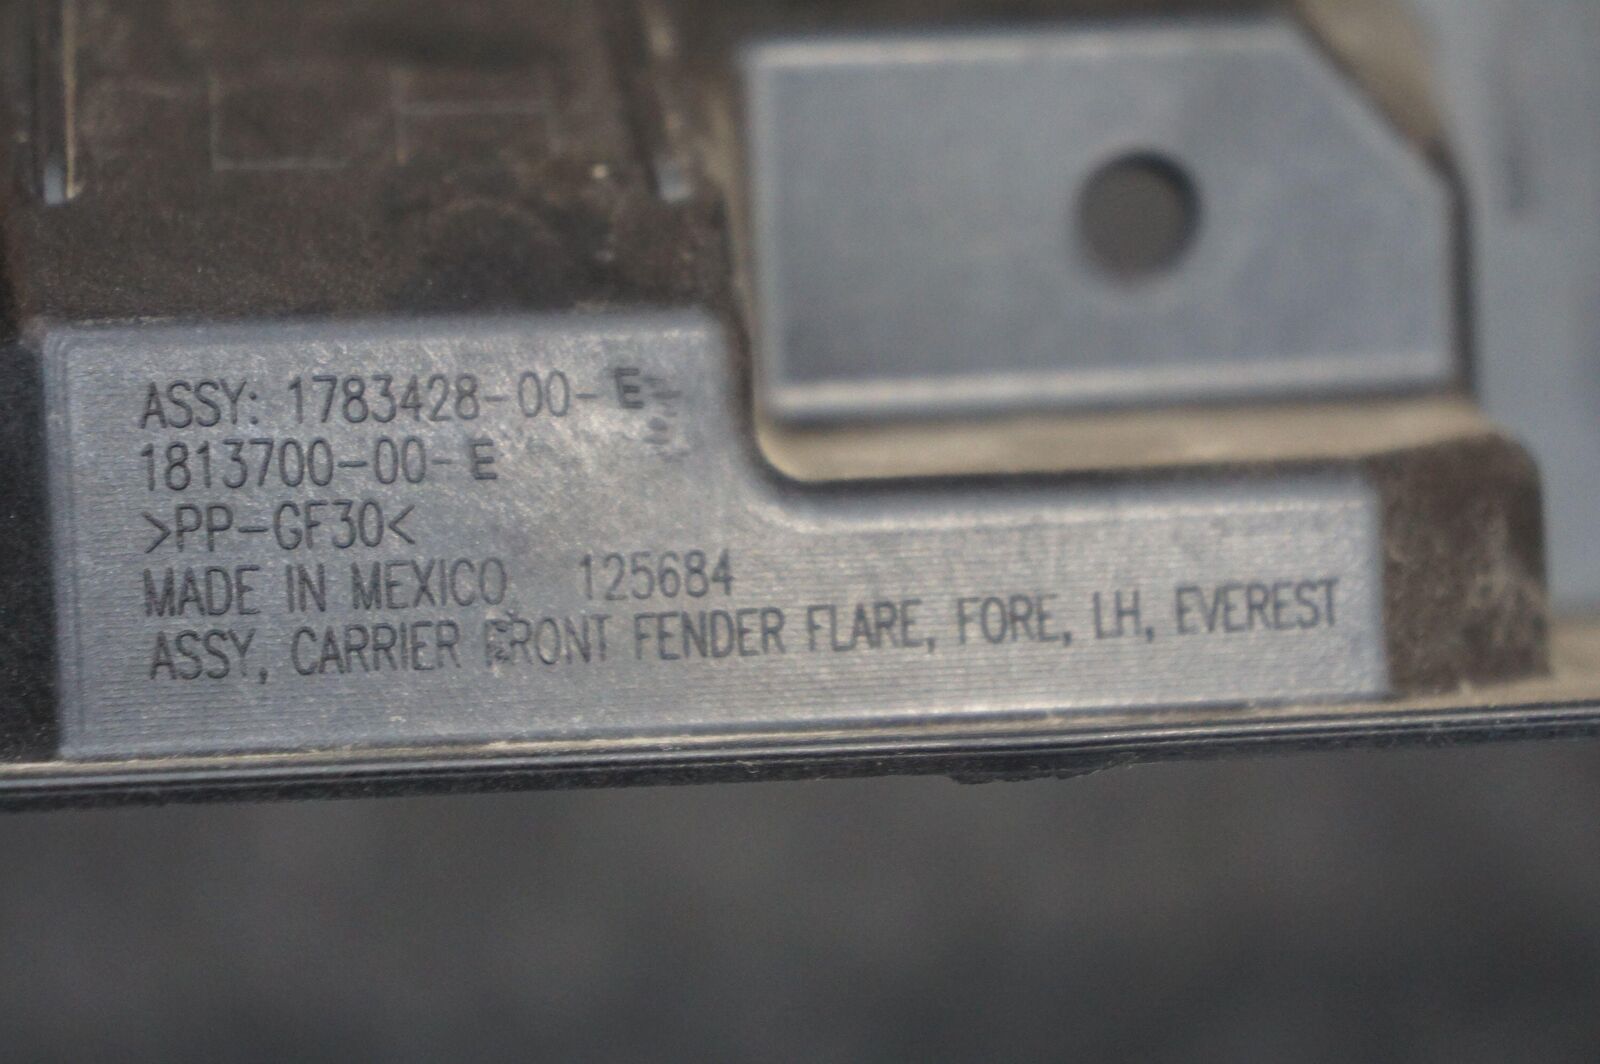 ASSY: 1783428-00-E
1813700-00-E
>PP-GF30<
MADE IN MEXICO 125684
ASSY, CARRIER FRONT FENDER FLARE, FORE, LH, EVEREST